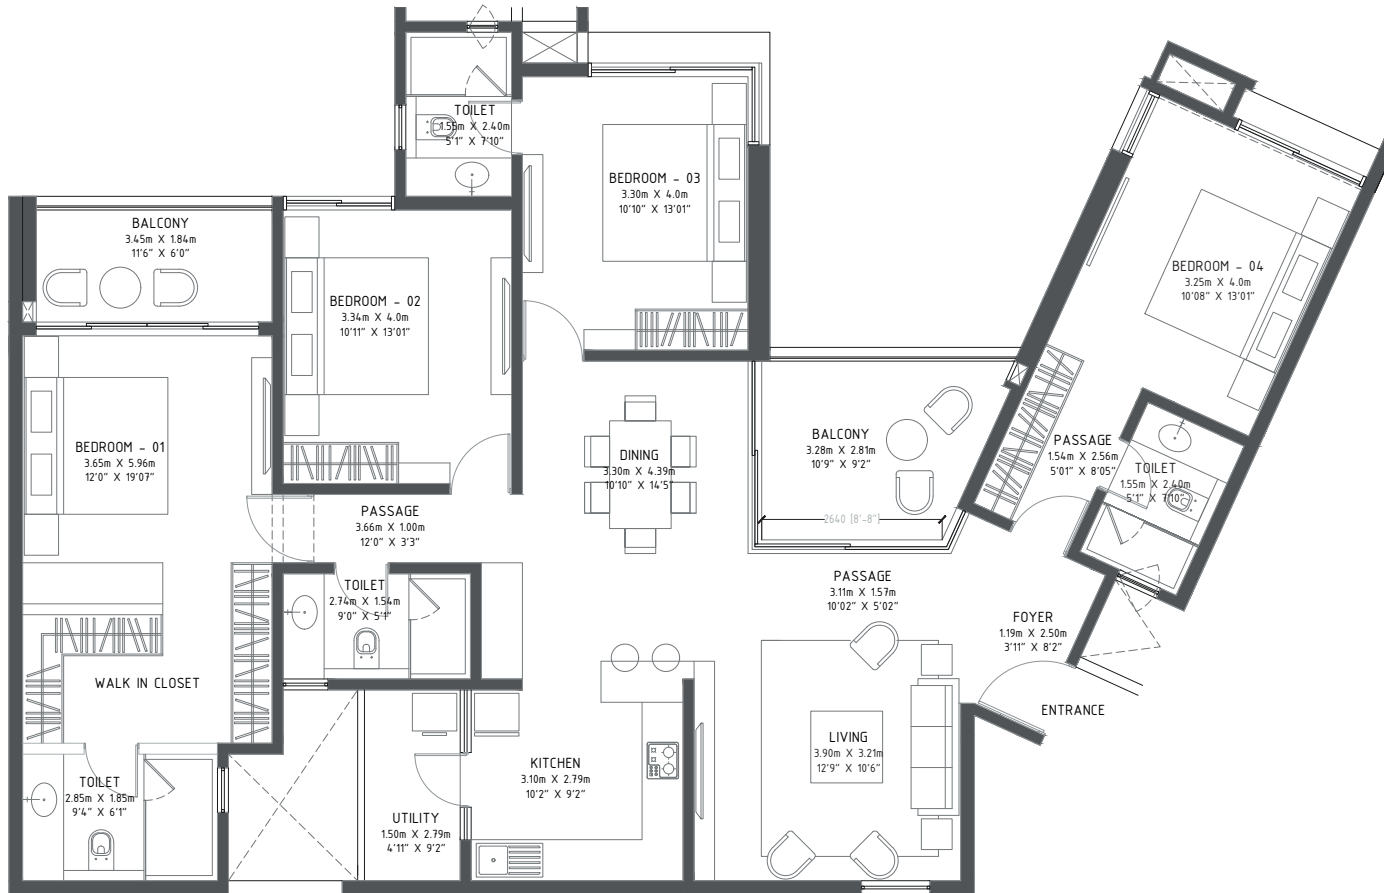 TOILET
1.55m X 2.40m
5'1" X 7'10"
BEDROOM - 03
3.30m X 4.0m
10'10" X 13'01"
BALCONY
3.45m X 1.84m
11'6" X 6'0"
BEDROOM - 02
3.34m X 4.0m
10'11" X 13'01"
BEDROOM - 04
3.25m X 4.0m
10'08" X 13'01"
BEDROOM - 01
3.65m X 5.96m
12'0" X 19'07"
DINING
3.30m X 4.39m
10'10" X 14'5"
BALCONY
3.28m X 2.81m
10'9" X 9'2"
2640 [8'-8"]
PASSAGE
1.54m X 2.56m
5'01" X 8'05"
TOILET
1.55m X 2.40m
5'1" X 7'10"
PASSAGE
3.66m X 1.00m
12'0" X 3'3"
TOILET
2.74m X 1.54m
9'0" X 5'1"
PASSAGE
3.11m X 1.57m
10'02" X 5'02"
FOYER
1.19m X 2.50m
3'11" X 8'2"
WALK IN CLOSET
ENTRANCE
LIVING
3.90m X 3.21m
12'9" X 10'6"
KITCHEN
3.10m X 2.79m
10'2" X 9'2"
TOILET
2.85m X 1.85m
9'4" X 6'1"
UTILITY
1.50m X 2.79m
4'11" X 9'2"